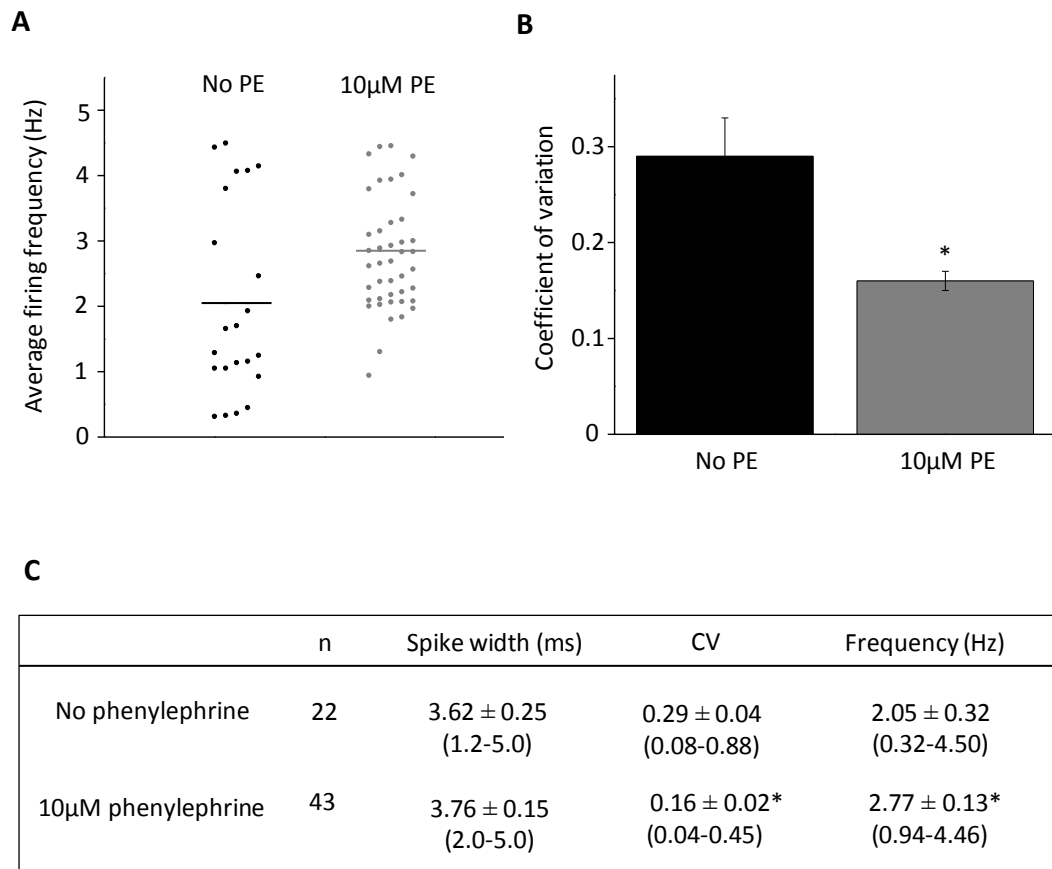 A
Average firing frequency (Hz)
No PE 10µM PE
5
4
3
2
1
0
B
Coefficient of variation
0.3
0.2
0.1
0
*
No PE 10µM PE
C
n Spike width (ms) CV Frequency (Hz)
No phenylephrine 22 3.62 ± 0.25 0.29 ± 0.04 2.05 ± 0.32
(1.2-5.0) (0.08-0.88) (0.32-4.50)
10µM phenylephrine 43 3.76 ± 0.15 0.16 ± 0.02* 2.77 ± 0.13*
(2.0-5.0) (0.04-0.45) (0.94-4.46)